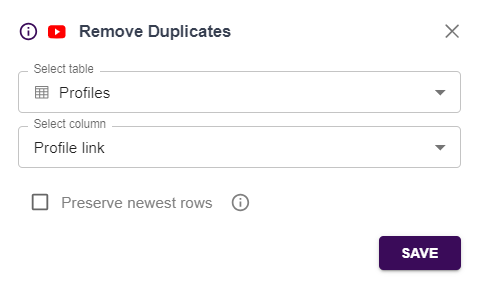 Remove Duplicates
Select table
Profiles
Select column
Profile link
Preserve newest rows
SAVE